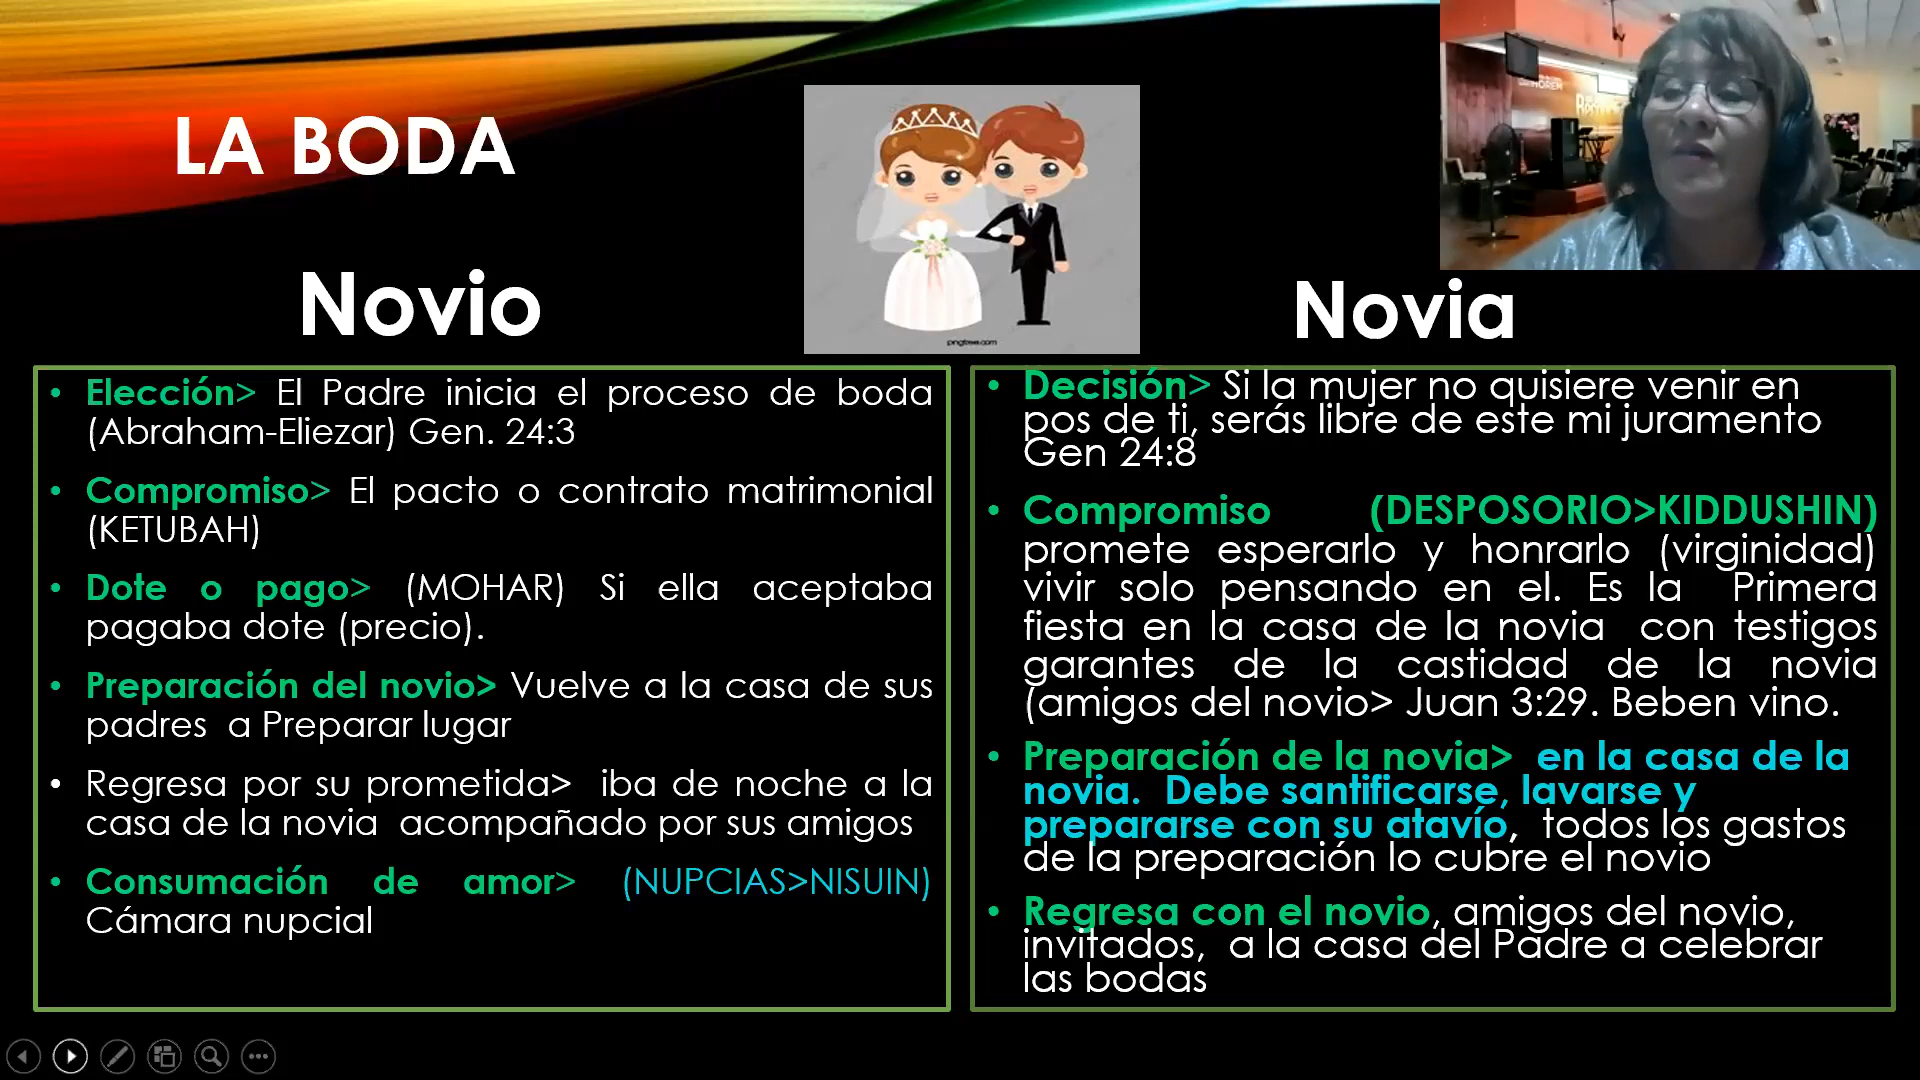 LA BODA
Novio
Novia
pngtree.com
• Elección> El Padre inicia el proceso de boda
(Abraham-Eliezar) Gen. 24:3
• Compromiso> El pacto o contrato matrimonial
(KETUBAH)
• Dote o pago> (MOHAR) Si ella aceptaba
pagaba dote (precio).
• Preparación del novio> Vuelve a la casa de sus
padres a Preparar lugar
• Regresa por su prometida> iba de noche a la
casa de la novia acompañado por sus amigos
• Consumación de amor> (NUPCIAS>NISUIN)
Cámara nupcial
• Decisión> Si la mujer no quisiere venir en
pos de ti, serás libre de este mi juramento
Gen 24:8
• Compromiso (DESPOSORIO>KIDDUSHIN)
promete esperarlo y honrarlo (virginidad)
vivir solo pensando en el. Es la Primera
fiesta en la casa de la novia con testigos
garantes de la castidad de la novia
(amigos del novio> Juan 3:29. Beben vino.
• Preparación de la novia> en la casa de la
novia. Debe santificarse, lavarse y
prepararse con su atavío, todos los gastos
de la preparación lo cubre el novio
• Regresa con el novio, amigos del novio,
invitados, a la casa del Padre a celebrar
las bodas